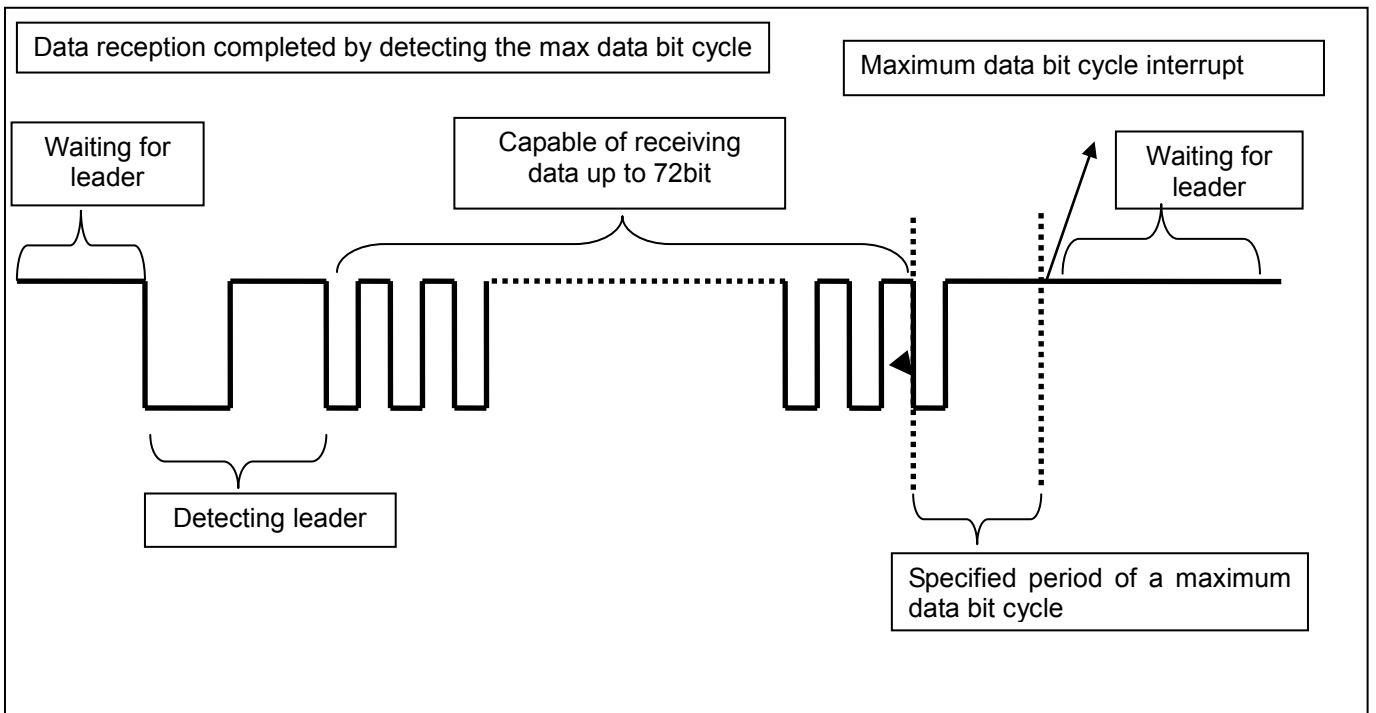 Data reception completed by detecting the max data bit cycle
Maximum data bit cycle interrupt
Waiting for
leader
Capable of receiving
data up to 72bit
Waiting for
leader
Detecting leader
Specified period of a maximum
data bit cycle